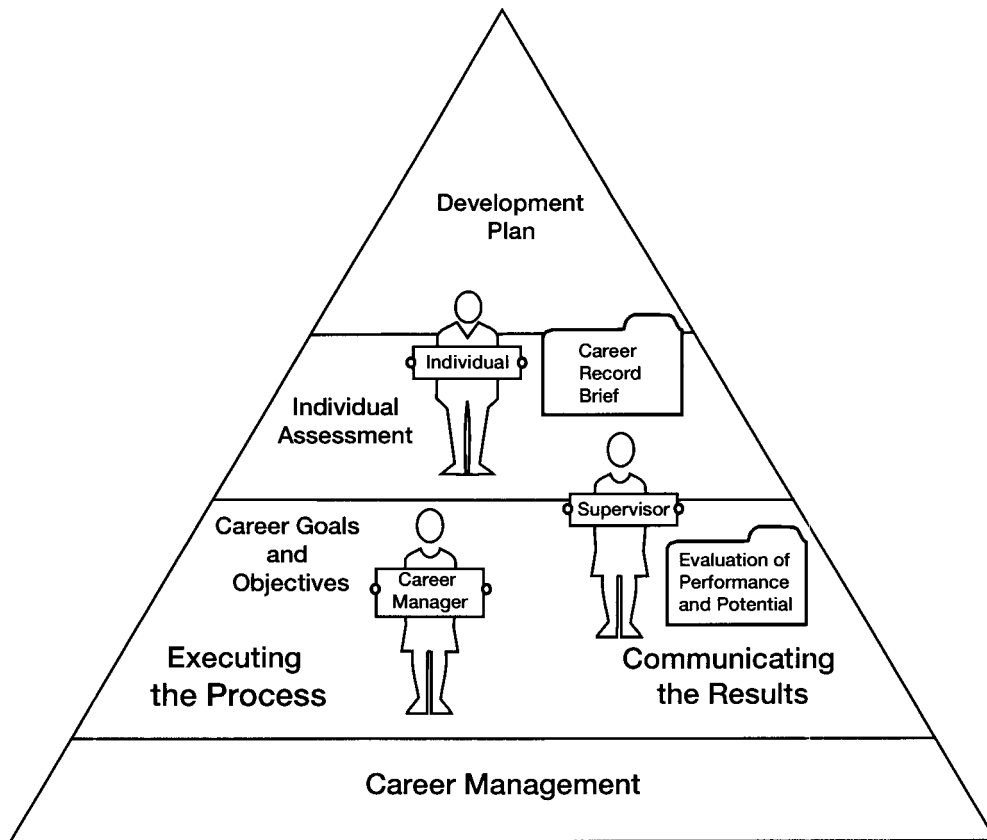 Development
Plan
Individual
Career
Record
Brief
Individual
Assessment
Supervisor
Career Goals
and
Objectives
Career
Manager
Evaluation of
Performance
and Potential
Executing
the Process
Communicating
the Results
Career Management